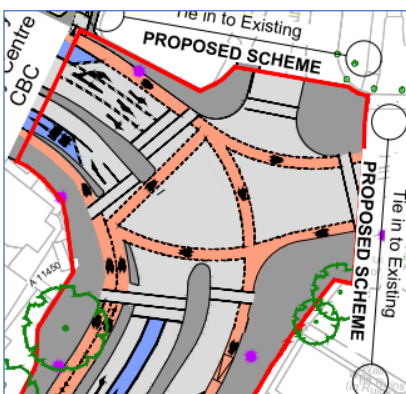 Tie in to Existing
PROPOSED SCHEME
Centre
CBC
PROPOSED SCHEME
Tie in to Existing
A 11450